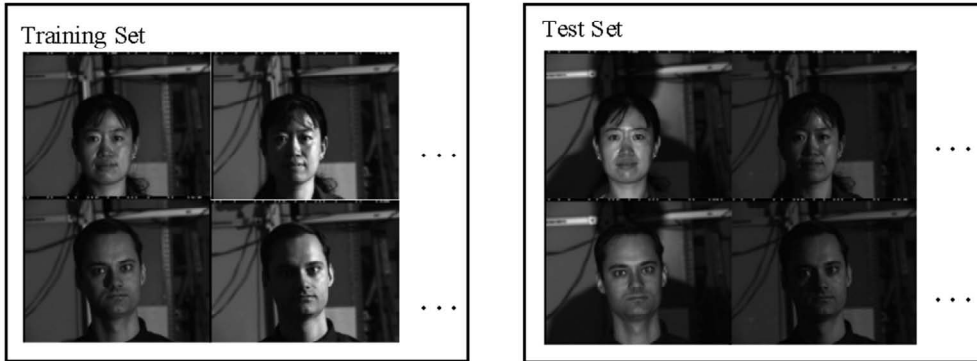 Training Set
Test Set
. . .
. . .
. . .
. . .